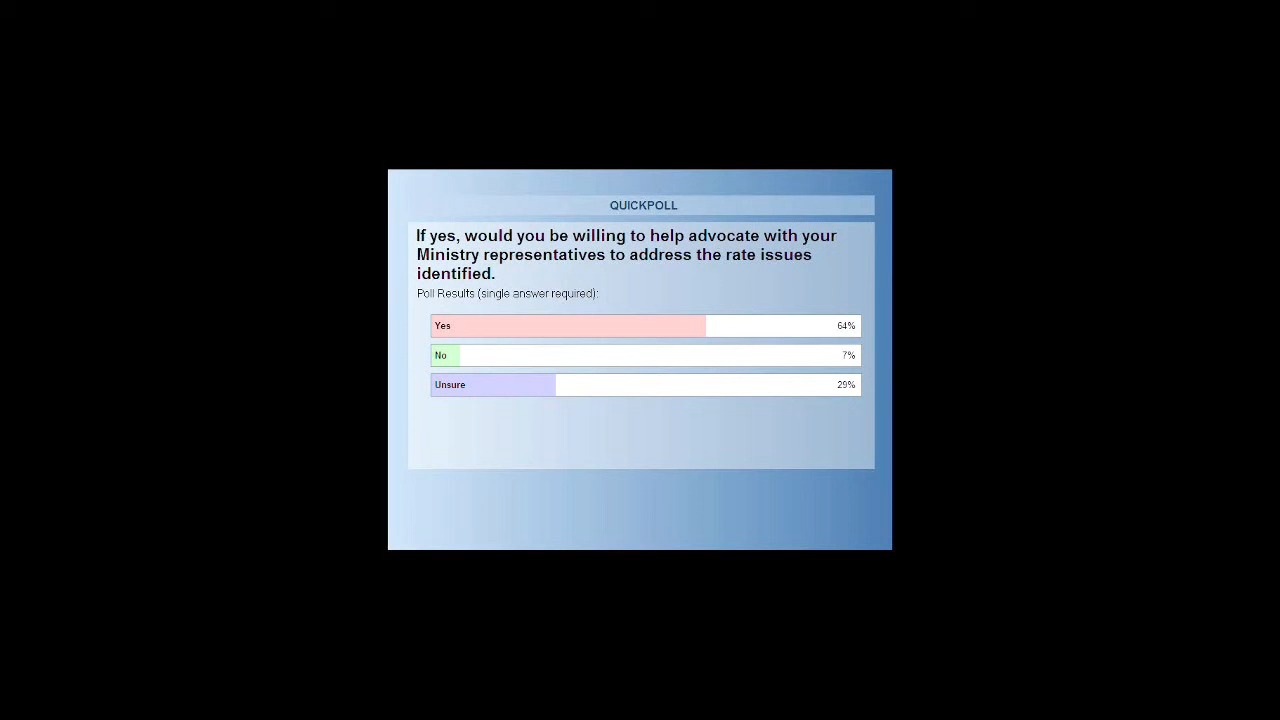 QUICKPOLL
If yes, would you be willing to help advocate with your
Ministry representatives to address the rate issues
identified.
Poll Results (single answer required):
Yes 64%
No 7%
Unsure 29%